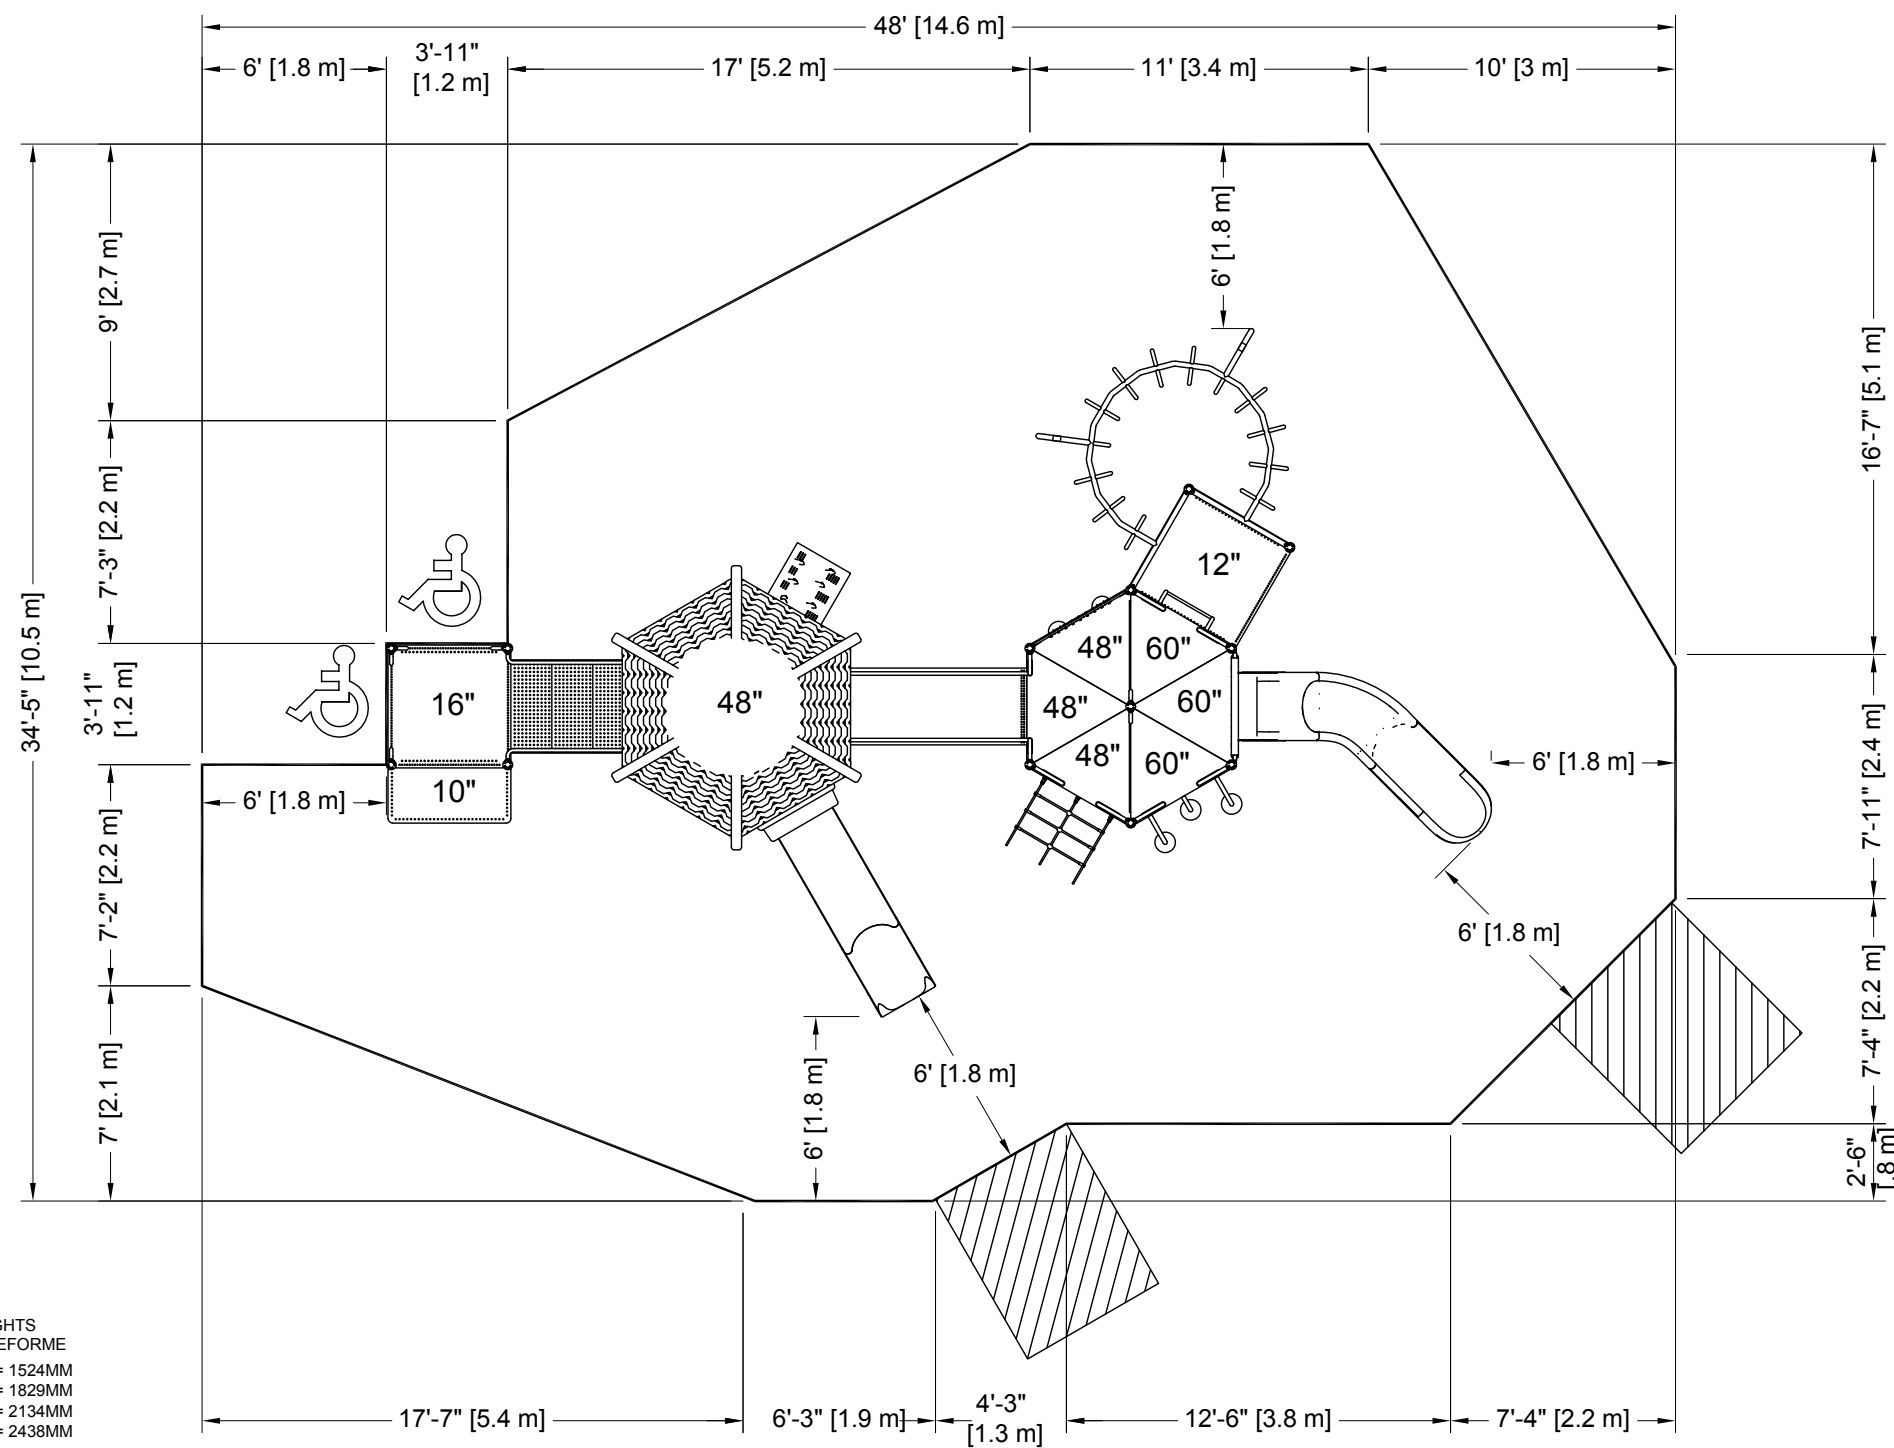 48' [14.6 m]
6' [1.8 m]
3'-11"
[1.2 m]
17' [5.2 m]
11' [3.4 m]
10' [3 m]
34'-5" [10.5 m]
9' [2.7 m]
7'-3" [2.2 m]
3'-11"
[1.2 m]
7'-2" [2.2 m]
7' [2.1 m]
6' [1.8 m]
16'-7" [5.1 m]
12"
48"
60"
16"
48"
48"
60"
48"
60"
10"
6' [1.8 m]
6' [1.8 m]
7'-11" [2.4 m]
6' [1.8 m]
6' [1.8 m]
6' [1.8 m]
7'-4" [2.2 m]
2'-6"
.8 m]
GHTS
EFORME
= 1524MM
= 1829MM
= 2134MM
= 2438MM
17'-7" [5.4 m]
6'-3" [1.9 m]
4'-3"
[1.3 m]
12'-6" [3.8 m]
7'-4" [2.2 m]